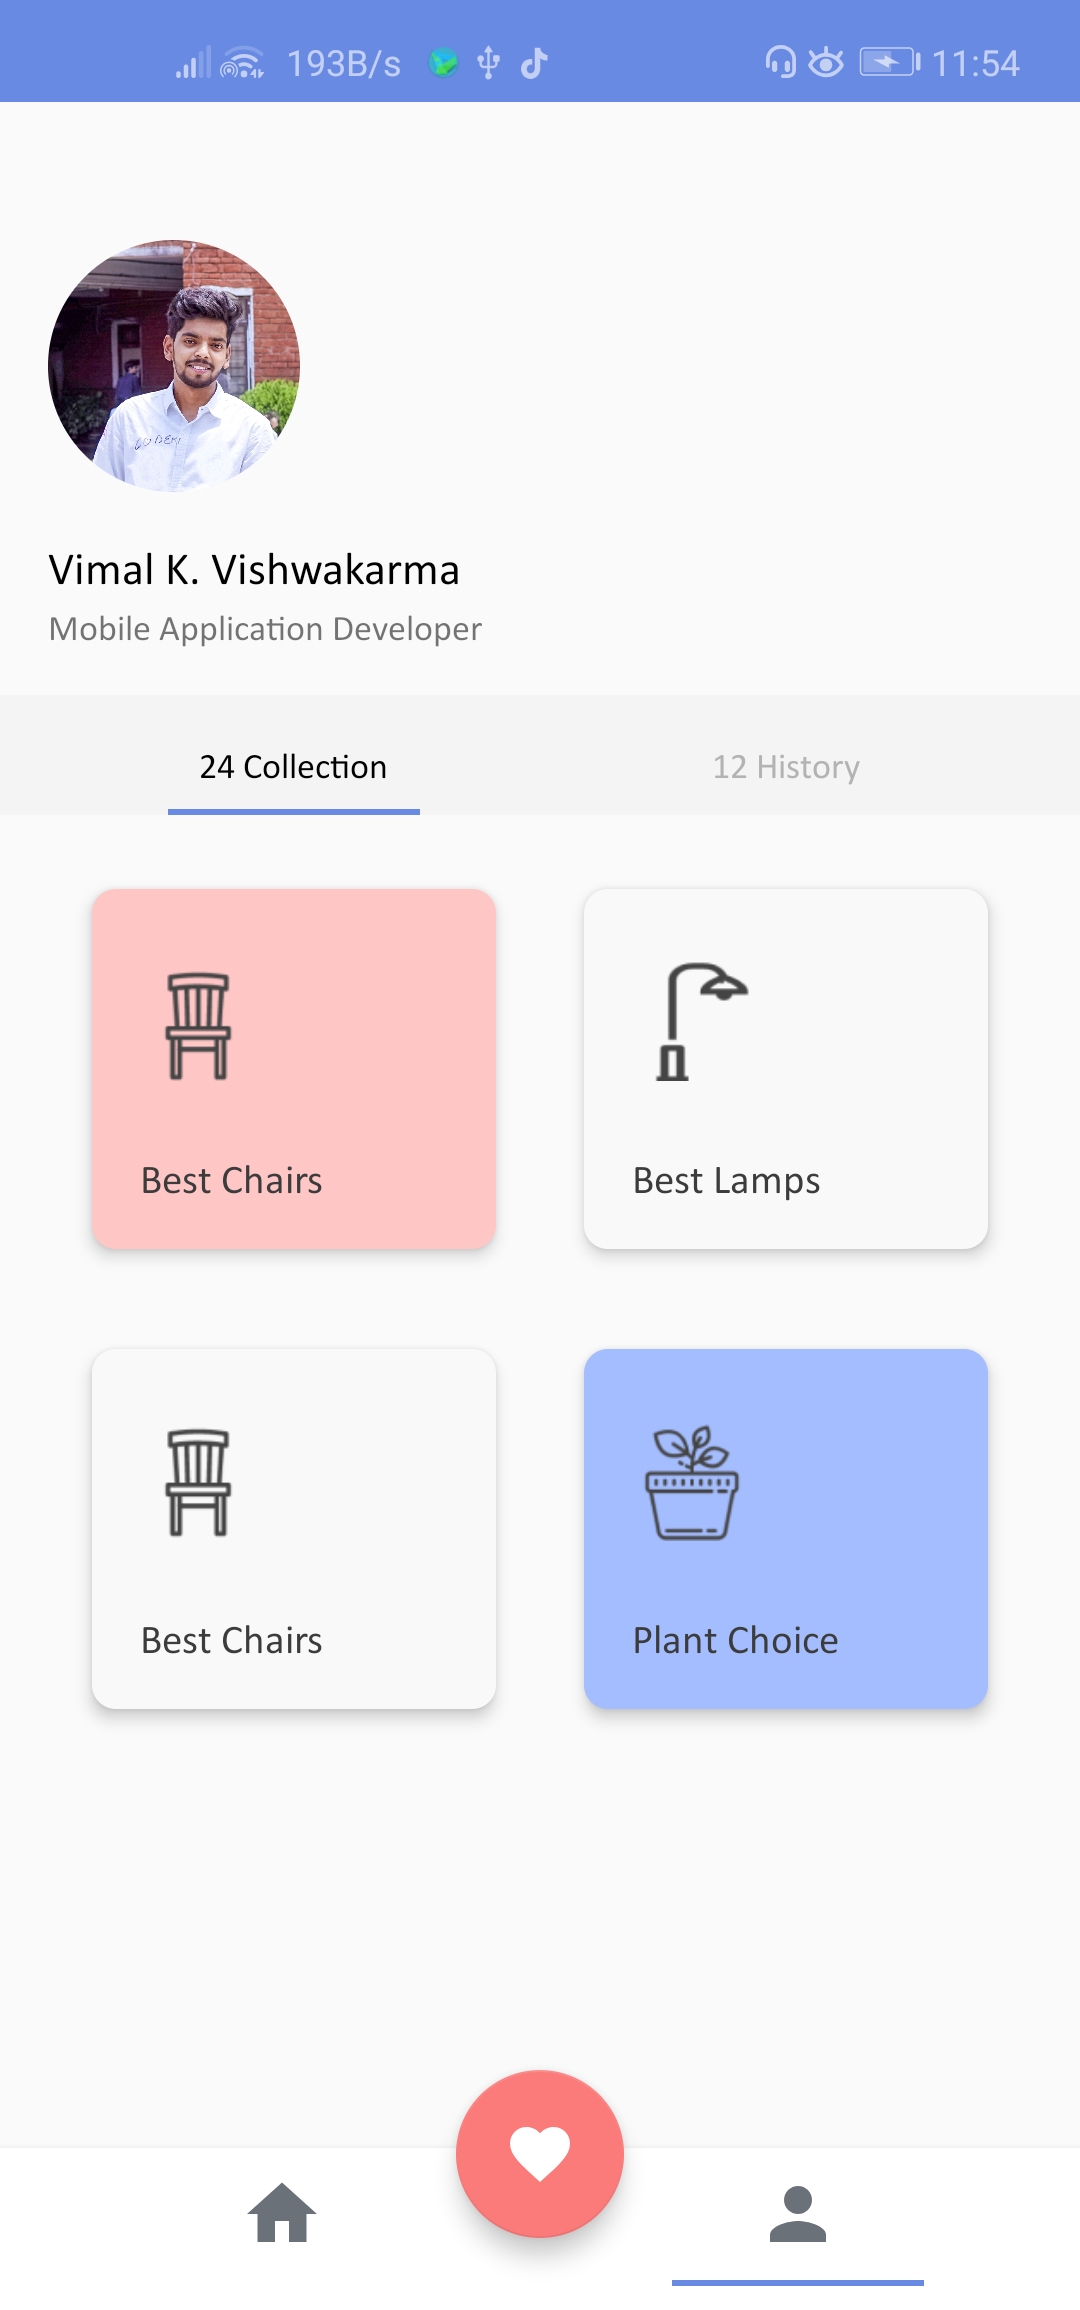 193B/s 11:54
Vimal K. Vishwakarma
Mobile Application Developer
24 Collection 12 History
Best Chairs Best Lamps
Best Chairs Plant Choice